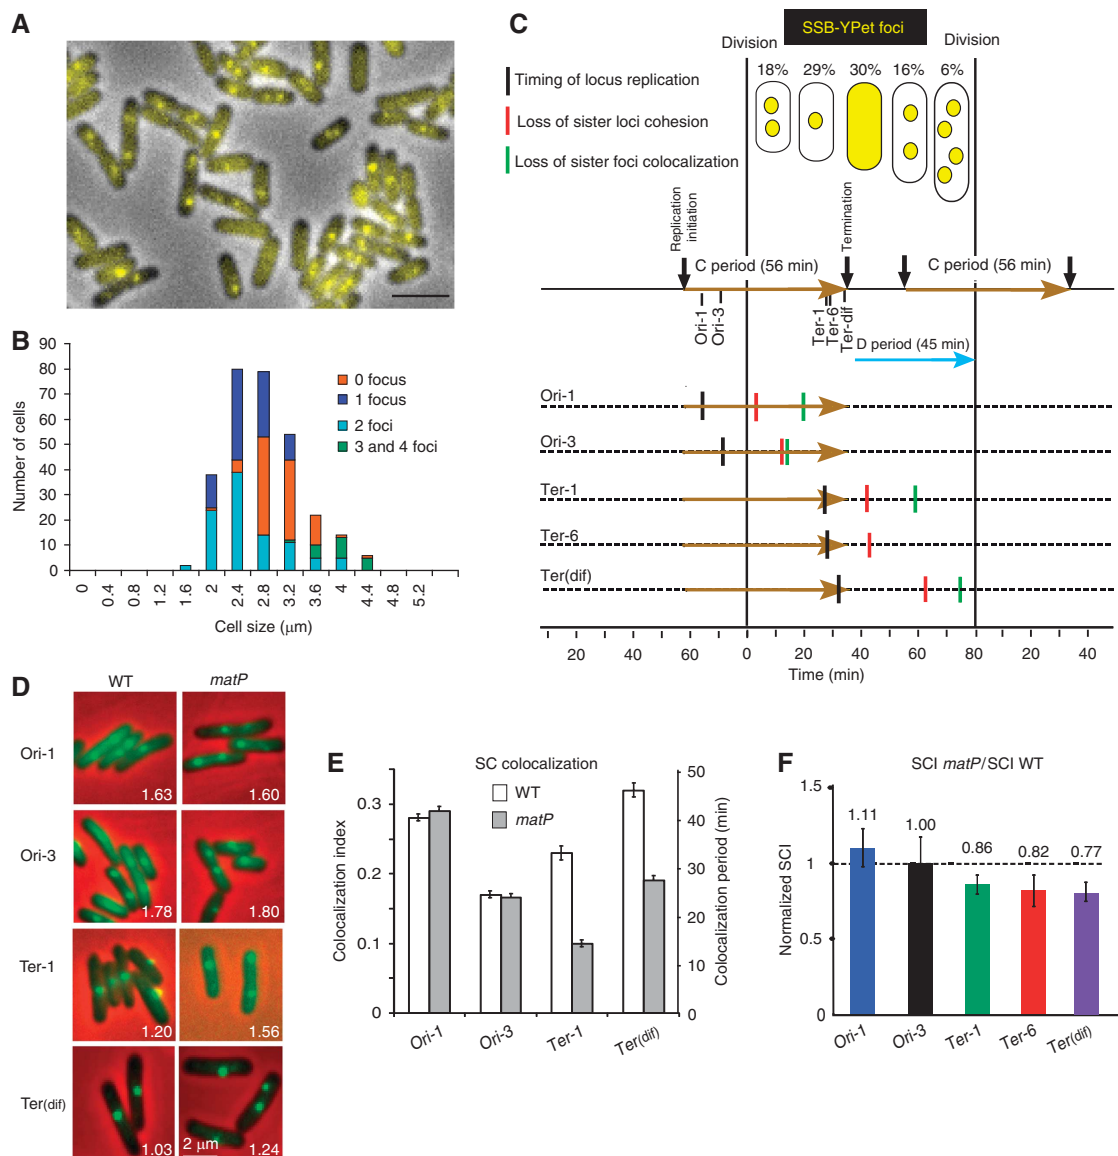 A
B
Number of cells
90
80
70
60
50
40
30
20
10
0
0 focus
1 focus
2 foci
3 and 4 foci
0
0.4
0.8
1.2
1.6
2
2.4
2.8
3.2
3.6
4
4.4
5.2
Cell size (μm)
C
SSB-YPet foci
Division
Division
18% 29% 30% 16% 6%
Timing of locus replication
Loss of sister loci cohesion
Loss of sister foci colocalization
Replication
initiation
Termination
C period (56 min)
C period (56 min)
Ori-1
Ori-3
Ter-1
Ter-6
Ter-dif
D period (45 min)
Ori-1
Ori-3
Ter-1
Ter-6
Ter(dif)
20 0 20 40 60 80 60 40 20
Time (min)
D
WT matP
Ori-1
1.63 1.60
Ori-3
1.78 1.80
Ter-1
1.20 1.56
Ter(dif)
1.03 1.24
2 μm
E
SC colocalization
WT
matP
Colocalization index
0.3
0.2
0.1
0
Colocalization period (min)
50
40
30
20
10
0
Ori-1
Ori-3
Ter-1
Ter(dif)
F
SCI matP/SCI WT
Normalized SCI
1.5
1
0.5
0
1.11
1.00
0.86
0.82
0.77
Ori-1
Ori-3
Ter-1
Ter-6
Ter(dif)